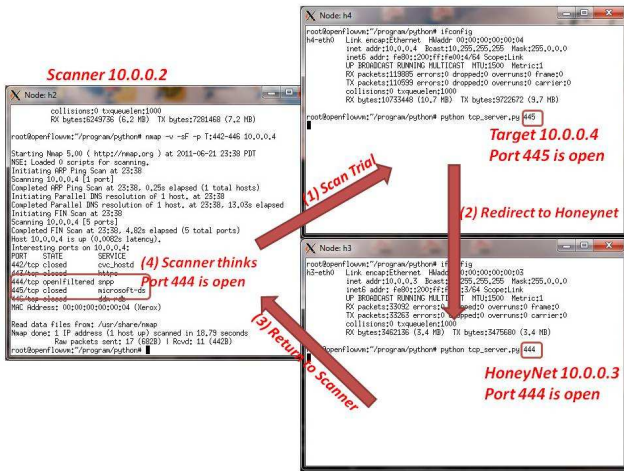 Scanner 10.0.0.2
Node: h2
collisions:0 txqueuelen:1000
RX bytes:6249736 (6.2 MB) TX bytes:7281468 (7.2 MB)
root@openflowvm:~/program/python# nmap -v -sF -p T:442-446 10.0.0.4
Starting Nmap 5.00 ( http://nmap.org ) at 2011-06-21 23:38 PDT
NSE: Loaded 0 scripts for scanning.
Initiating ARP Ping Scan at 23:38
Scanning 10.0.0.4 [1 port]
Completed ARP Ping Scan at 23:38, 0.25s elapsed (1 total hosts)
Initiating Parallel DNS resolution of 1 host. at 23:38
Completed Parallel DNS resolution of 1 host. at 23:38, 13.03s elapsed
Initiating FIN Scan at 23:38
Scanning 10.0.0.4 [5 ports]
Completed FIN Scan at 23:38, 4.82s elapsed (5 total ports)
Host 10.0.0.4 is up (0.0082s latency).
Interesting ports on 10.0.0.4:
PORT STATE SERVICE
442/tcp closed cvc_hostd
443/tcp closed https
444/tcp open|filtered snpp
445/tcp closed microsoft-ds
446/tcp closed ddm-rdb
MAC Address: 00:00:00:00:00:04 (Xerox)
Read data files from: /usr/share/nmap
Nmap done: 1 IP address (1 host up) scanned in 18.79 seconds
Raw packets sent: 17 (682B) | Rcvd: 11 (442B)
root@openflowvm:~/program/python#
(4) Scanner thinks
Port 444 is open
(1) Scan Trial
Node: h4
root@openflowvm:~/program/python# ifconfig
h4-eth0 Link encap:Ethernet HWaddr 00:00:00:00:00:04
inet addr:10.0.0.4 Bcast:10.255.255.255 Mask:255.0.0.0
inet6 addr: fe80::200:ff:fe00:4/64 Scope:Link
UP BROADCAST RUNNING MULTICAST MTU:1500 Metric:1
RX packets:119885 errors:0 dropped:0 overruns:0 frame:0
TX packets:110599 errors:0 dropped:0 overruns:0 carrier:0
collisions:0 txqueuelen:1000
RX bytes:10733448 (10.7 MB) TX bytes:9722672 (9.7 MB)
root@openflowvm:~/program/python# python tcp_server.py 445
Target 10.0.0.4
Port 445 is open
(2) Redirect to Honeynet
Node: h3
root@openflowvm:~/program/python# ifconfig
h3-eth0 Link encap:Ethernet HWaddr 00:00:00:00:00:03
inet addr:10.0.0.3 Bcast:10.255.255.255 Mask:255.0.0.0
inet6 addr: fe80::200:ff:fe00:3/64 Scope:Link
UP BROADCAST RUNNING MULTICAST MTU:1500 Metric:1
RX packets:33092 errors:0 dropped:0 overruns:0 frame:0
TX packets:33263 errors:0 dropped:0 overruns:0 carrier:0
collisions:0 txqueuelen:1000
RX bytes:3462136 (3.4 MB) TX bytes:3475680 (3.4 MB)
root@openflowvm:~/program/python# python tcp_server.py 444
(3) Return to Scanner
HoneyNet 10.0.0.3
Port 444 is open